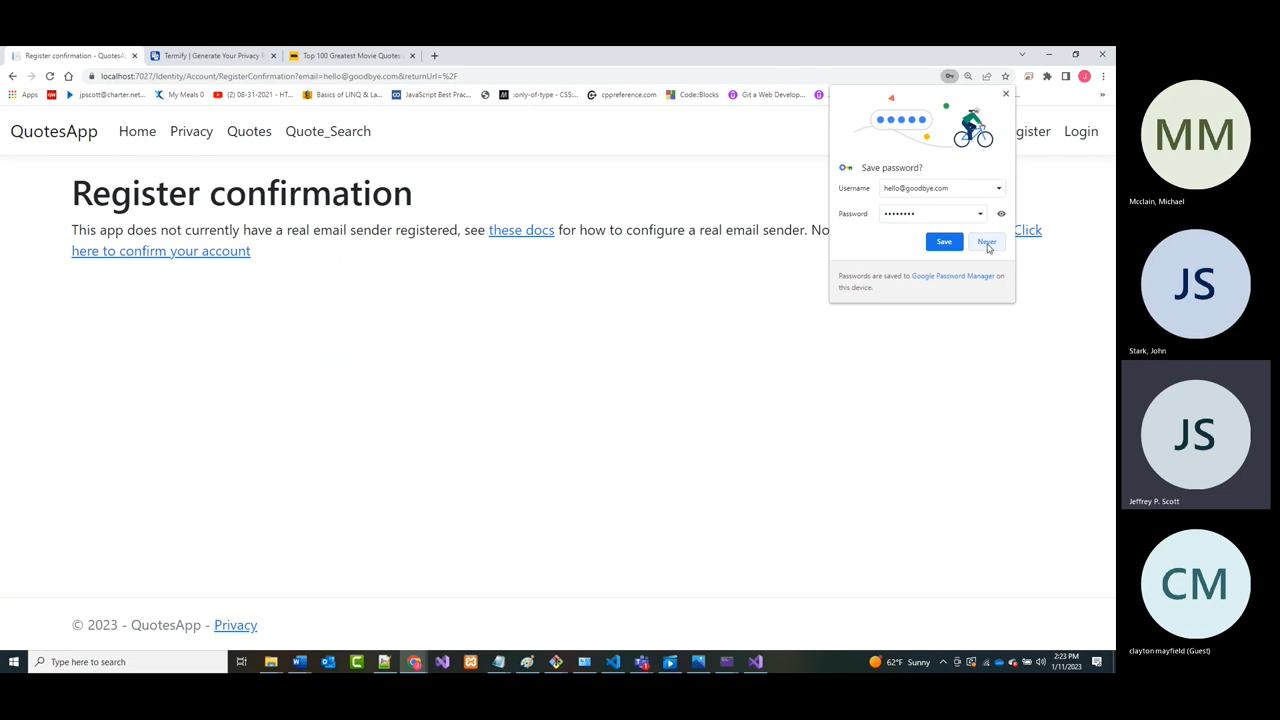 Register confirmation - QuotesA
Termify | Generate Your Privacy P
Top 100 Greatest Movie Quotes
localhost:7027/Identity/Account/RegisterConfirmation?email=hello@goodbye.com&returnUrl=%2F
Apps
QW
jpscott@charter.net...
My Meals 0
(2) 08-31-2021 - HT...
Basics of LINQ & La...
JavaScript Best Prac...
:only-of-type - CSS:...
cppreference.com
Code::Blocks
Git a Web Develop...
QuotesApp Home Privacy Quotes Quote_Search
gister Login
Save password?
Username hello@goodbye.com
Password ••••••••
Save Never
Passwords are saved to Google Password Manager on
this device.
Register confirmation
This app does not currently have a real email sender registered, see these docs for how to configure a real email sender. No
Click
here to confirm your account
© 2023 - QuotesApp - Privacy
Type here to search
62°F Sunny
2:23 PM
1/11/2023
MM
Mcclain, Michael
JS
Stark, John
JS
Jeffrey P. Scott
CM
clayton mayfield (Guest)